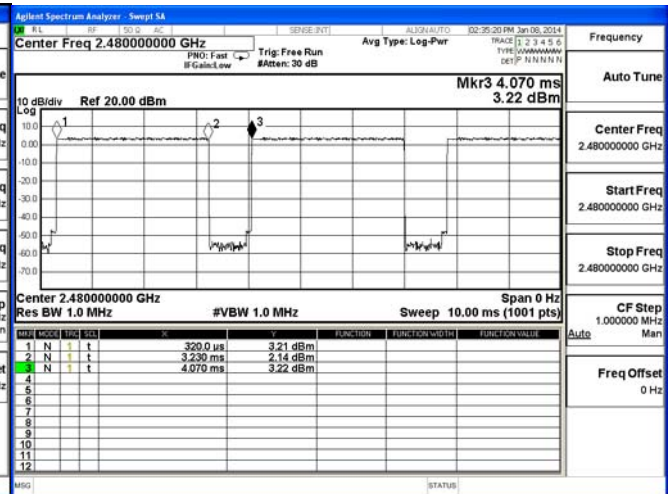 Agilent Spectrum Analyzer - Swept SA
RL RF 50 Ω AC SENSE:INT ALIGNAUTO 02:35:20 PM Jan 08, 2014
Center Freq 2.480000000 GHz
PNO: Fast
IFGain:Low
Trig: Free Run
#Atten: 30 dB
Avg Type: Log-Pwr
TRACE 1 2 3 4 5 6
TYPE
DET P N N N N N
Mkr3 4.070 ms
3.22 dBm
10 dB/div Ref 20.00 dBm
Log
10.0
0.00
-10.0
-20.0
-30.0
-40.0
-50.0
-60.0
-70.0
1
2
3
Center 2.480000000 GHz Span 0 Hz
Res BW 1.0 MHz #VBW 1.0 MHz Sweep 10.00 ms (1001 pts)
MKR MODE TRC SCL X Y FUNCTION FUNCTION WIDTH FUNCTION VALUE
1 N 1 t 320.0 µs 3.21 dBm
2 N 1 t 3.230 ms 2.14 dBm
3 N 1 t 4.070 ms 3.22 dBm
4
5
6
7
8
9
10
11
12
MSG STATUS
Frequency
Auto Tune
Center Freq
2.480000000 GHz
Start Freq
2.480000000 GHz
Stop Freq
2.480000000 GHz
CF Step
1.000000 MHz
Auto Man
Freq Offset
0 Hz